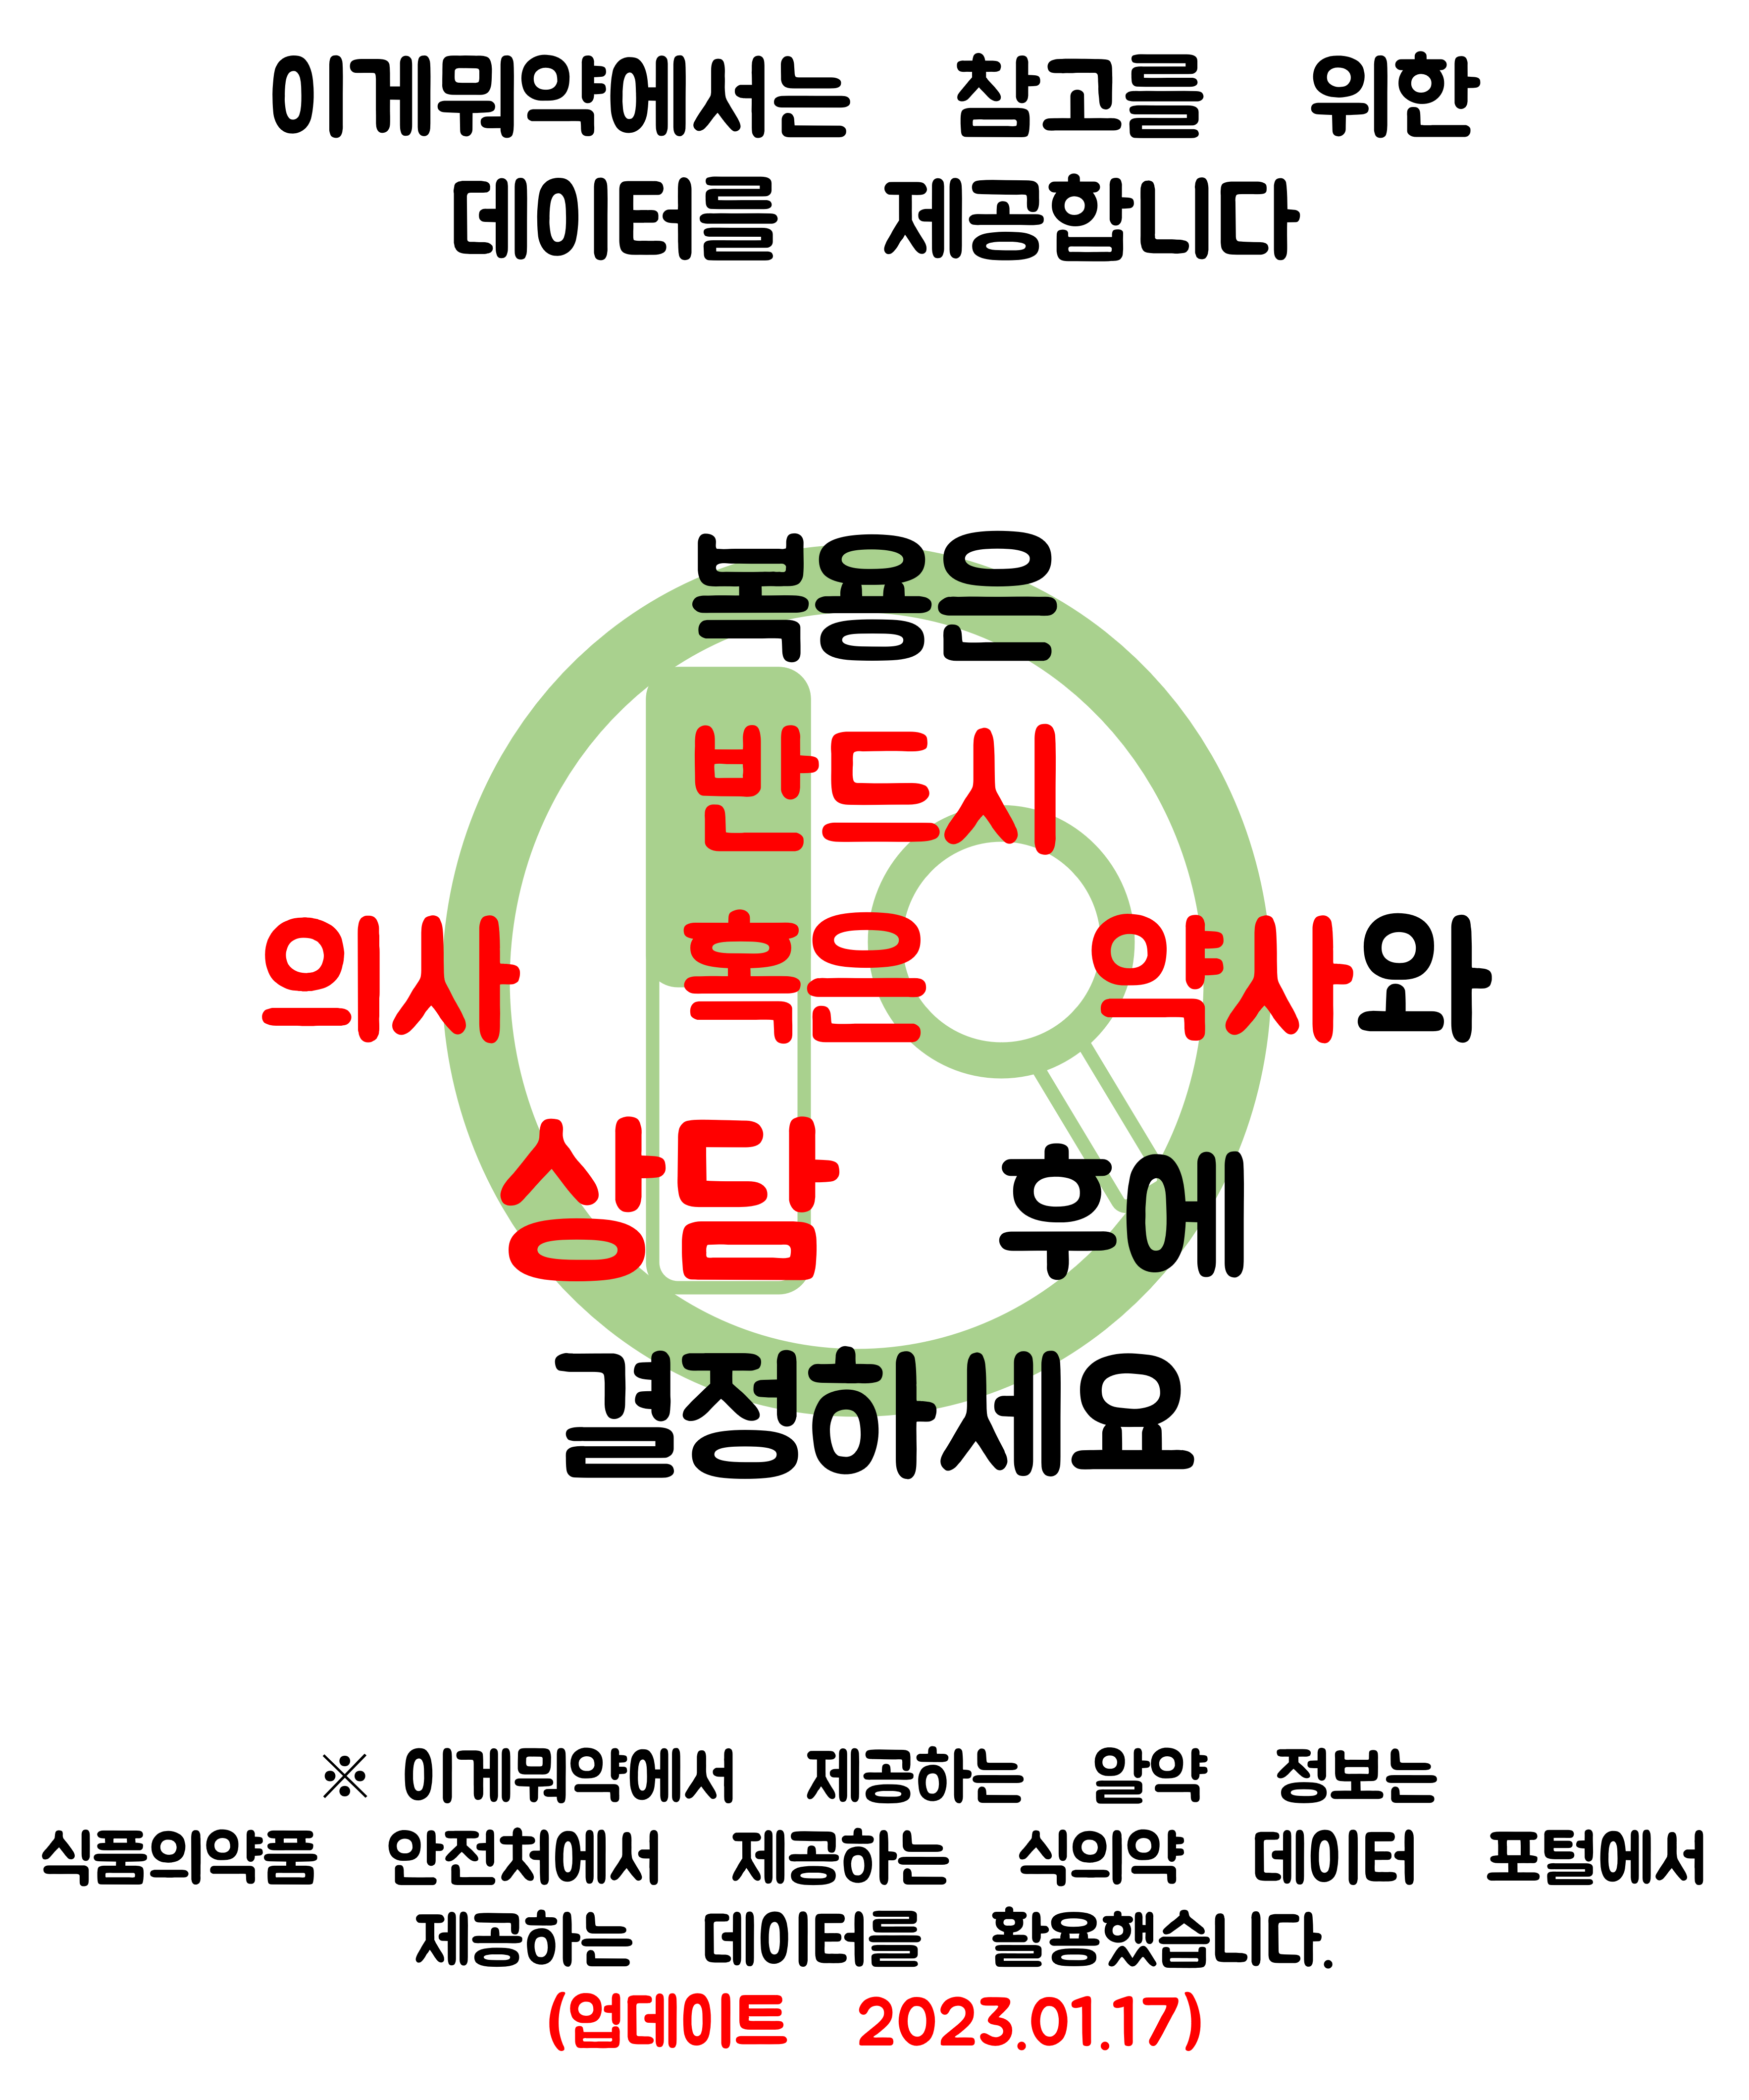 이게뭐약에서는 참고를 위한
데이터를 제공합니다
복용은
반드시
의사 혹은 약사와
상담 후에
결정하세요
※ 이게뭐약에서 제공하는 알약 정보는
식품의약품 안전처에서 제공하는 식의약 데이터 포털에서
제공하는 데이터를 활용했습니다.
(업데이트 2023.01.17)